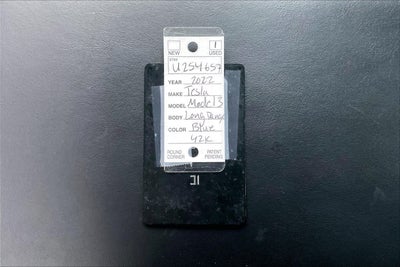 I
NEW USED
STK#
U254657
YEAR 2022
MAKE Tesla
MODEL Model 3
BODY Long Range
COLOR Blue
42K
ROUND CORNER PATENT PENDING